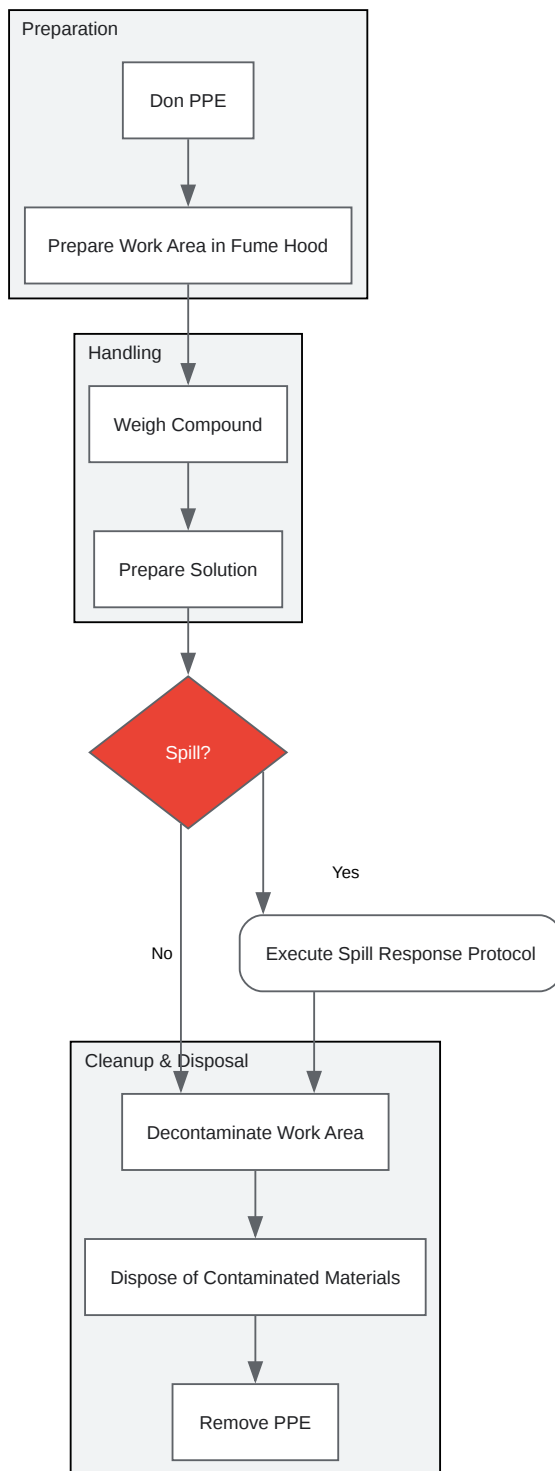 Preparation
Don PPE
Prepare Work Area in Fume Hood
Handling
Weigh Compound
Prepare Solution
Spill?
Yes
No
Execute Spill Response Protocol
Cleanup & Disposal
Decontaminate Work Area
Dispose of Contaminated Materials
Remove PPE